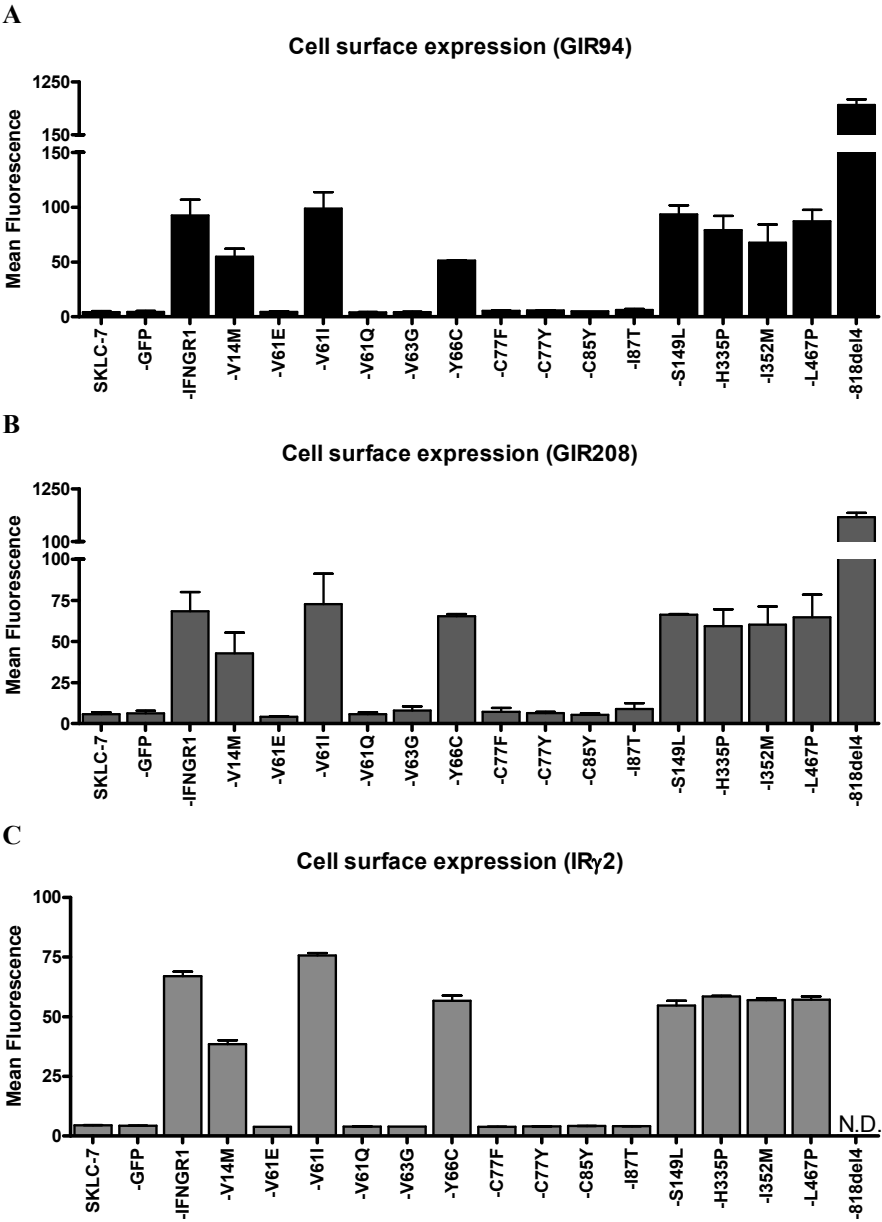 A
Cell surface expression (GIR94)
Mean Fluorescence
1250
150
150
100
50
0
SKLC-7
-GFP
-IFNGR1
-V14M
-V61E
-V61I
-V61Q
-V63G
-Y66C
-C77F
-C77Y
-C85Y
-I87T
-S149L
-H335P
-I352M
-L467P
-818del4
B
Cell surface expression (GIR208)
Mean Fluorescence
1250
100
100
75
50
25
0
SKLC-7
-GFP
-IFNGR1
-V14M
-V61E
-V61I
-V61Q
-V63G
-Y66C
-C77F
-C77Y
-C85Y
-I87T
-S149L
-H335P
-I352M
-L467P
-818del4
C
Cell surface expression (IRγ2)
Mean Fluorescence
100
75
50
25
0
N.D.
SKLC-7
-GFP
-IFNGR1
-V14M
-V61E
-V61I
-V61Q
-V63G
-Y66C
-C77F
-C77Y
-C85Y
-I87T
-S149L
-H335P
-I352M
-L467P
-818del4